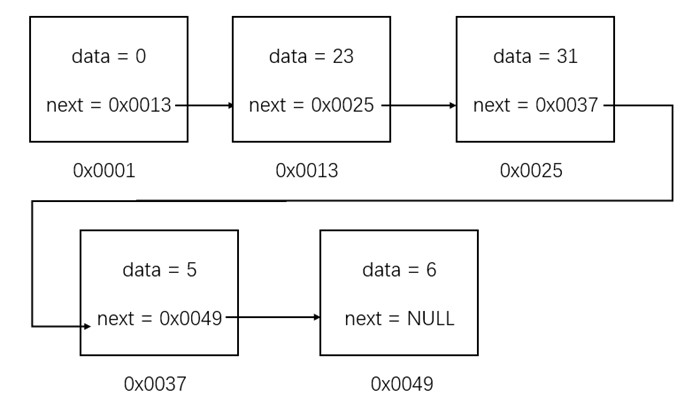 data = 0
next = 0x0013
0x0001
data = 23
next = 0x0025
0x0013
data = 31
next = 0x0037
0x0025
data = 5
next = 0x0049
0x0037
data = 6
next = NULL
0x0049